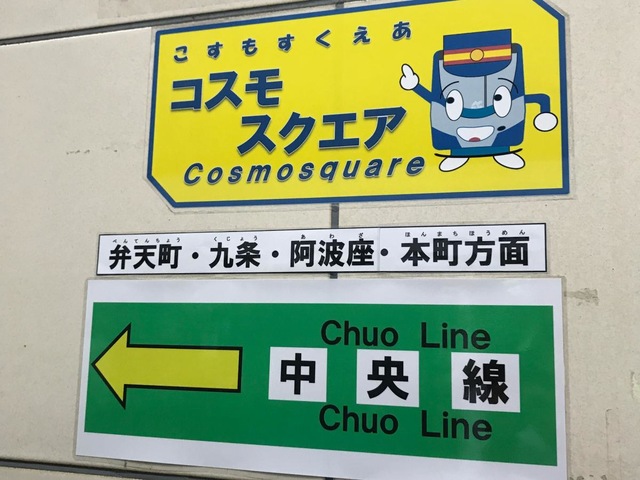 こすもすくえあ
コスモ
スクエア
Cosmosquare
べんてんちょう くじょう あわざ ほんまちほうめん
弁天町・九条・阿波座・本町方面
Chuo Line
中央線
Chuo Line